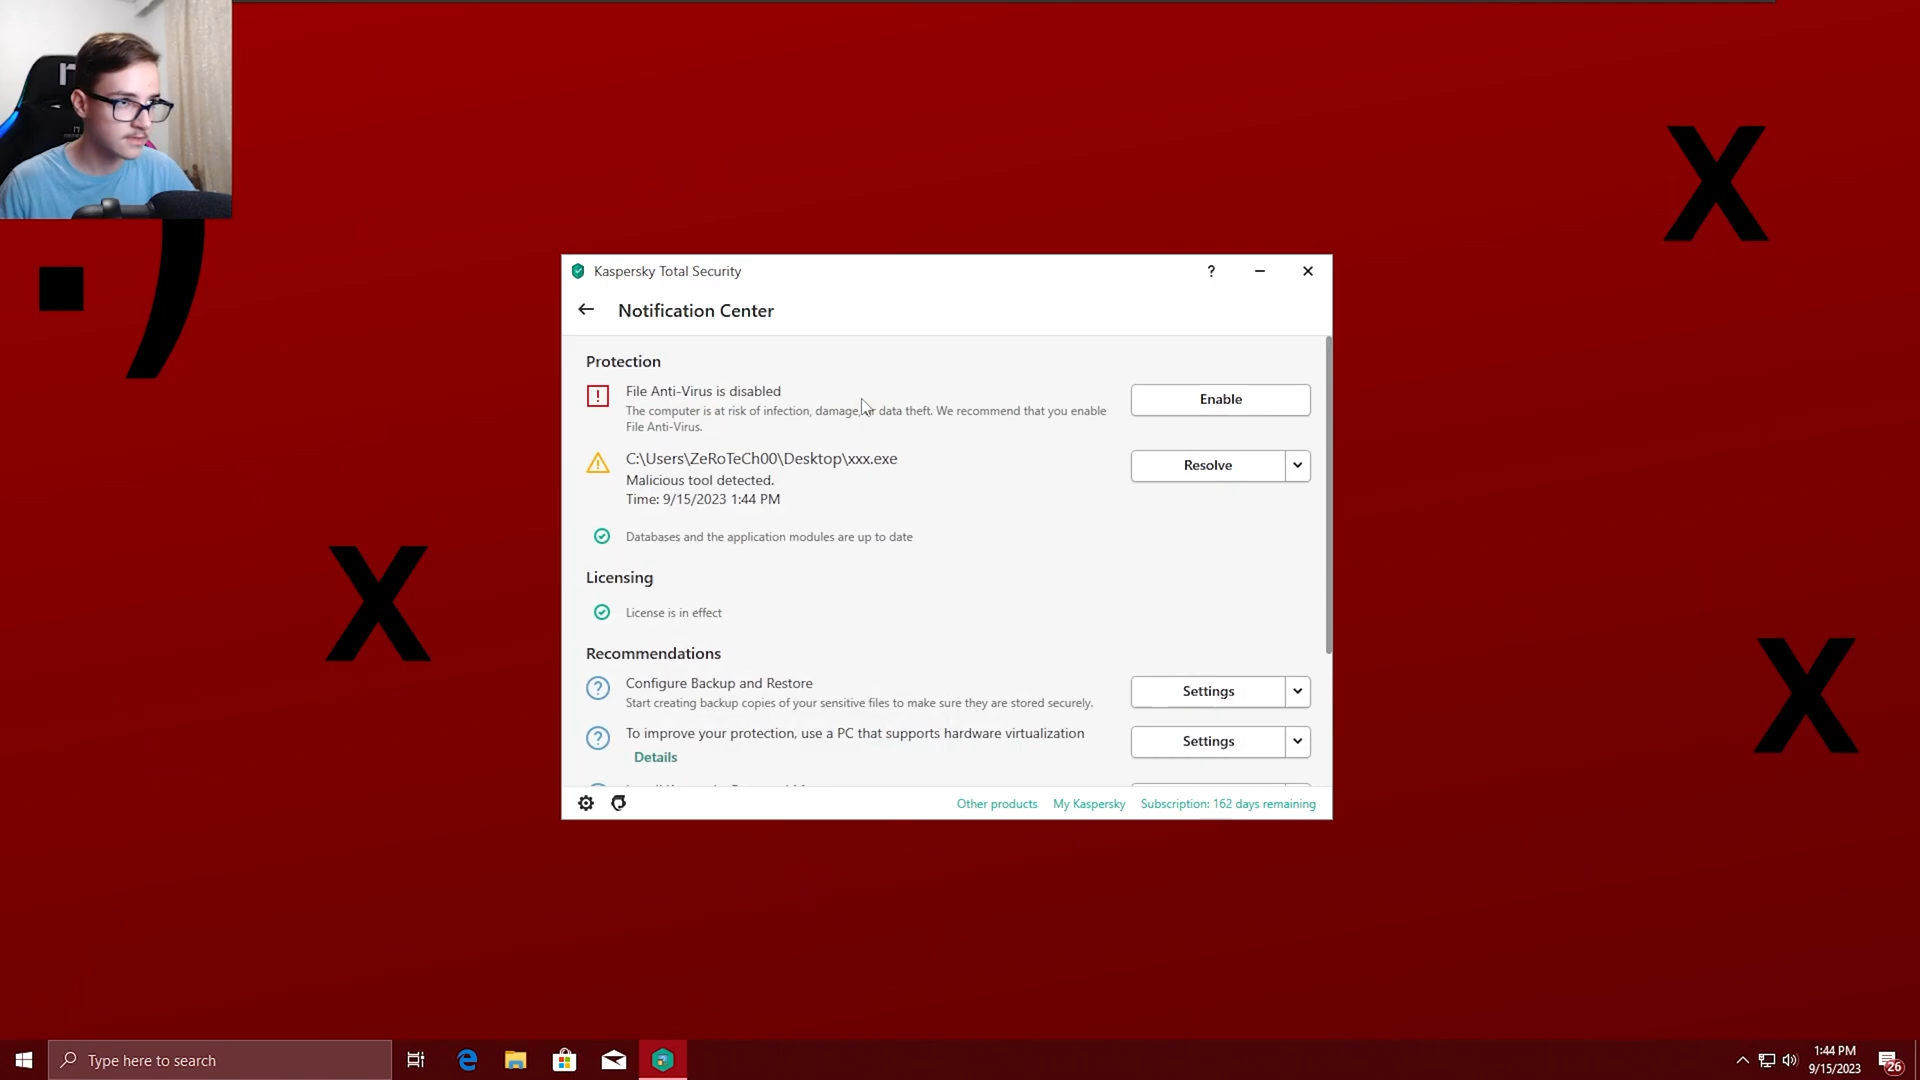 :)
X
X
X
Kaspersky Total Security
?
Notification Center
Protection
File Anti-Virus is disabled
Enable
The computer is at risk of infection, damage, or data theft. We recommend that you enable
File Anti-Virus.
C:\Users\ZeRoTeCh00\Desktop\xxx.exe
Resolve
Malicious tool detected.
Time: 9/15/2023 1:44 PM
Databases and the application modules are up to date
Licensing
License is in effect
Recommendations
Configure Backup and Restore
Settings
Start creating backup copies of your sensitive files to make sure they are stored securely.
To improve your protection, use a PC that supports hardware virtualization
Settings
Details
Other products My Kaspersky Subscription: 162 days remaining
Type here to search
1:44 PM
9/15/2023
26